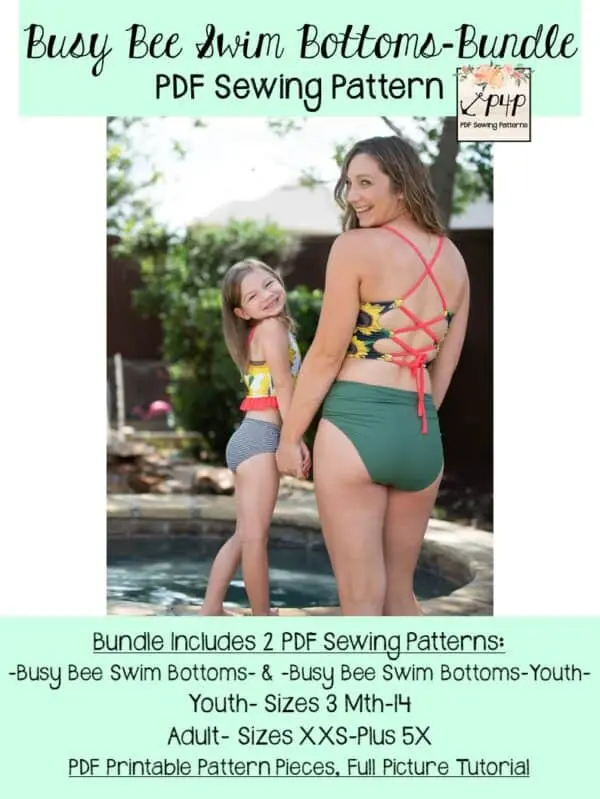 Busy Bee Swim Bottoms-Bundle
PDF Sewing Pattern
P4P
PDF Sewing Patterns
Bundle Includes 2 PDF Sewing Patterns:
-Busy Bee Swim Bottoms- & -Busy Bee Swim Bottoms-Youth-
Youth- Sizes 3 Mth-14
Adult- Sizes XXS-Plus 5X
PDF Printable Pattern Pieces, Full Picture Tutorial